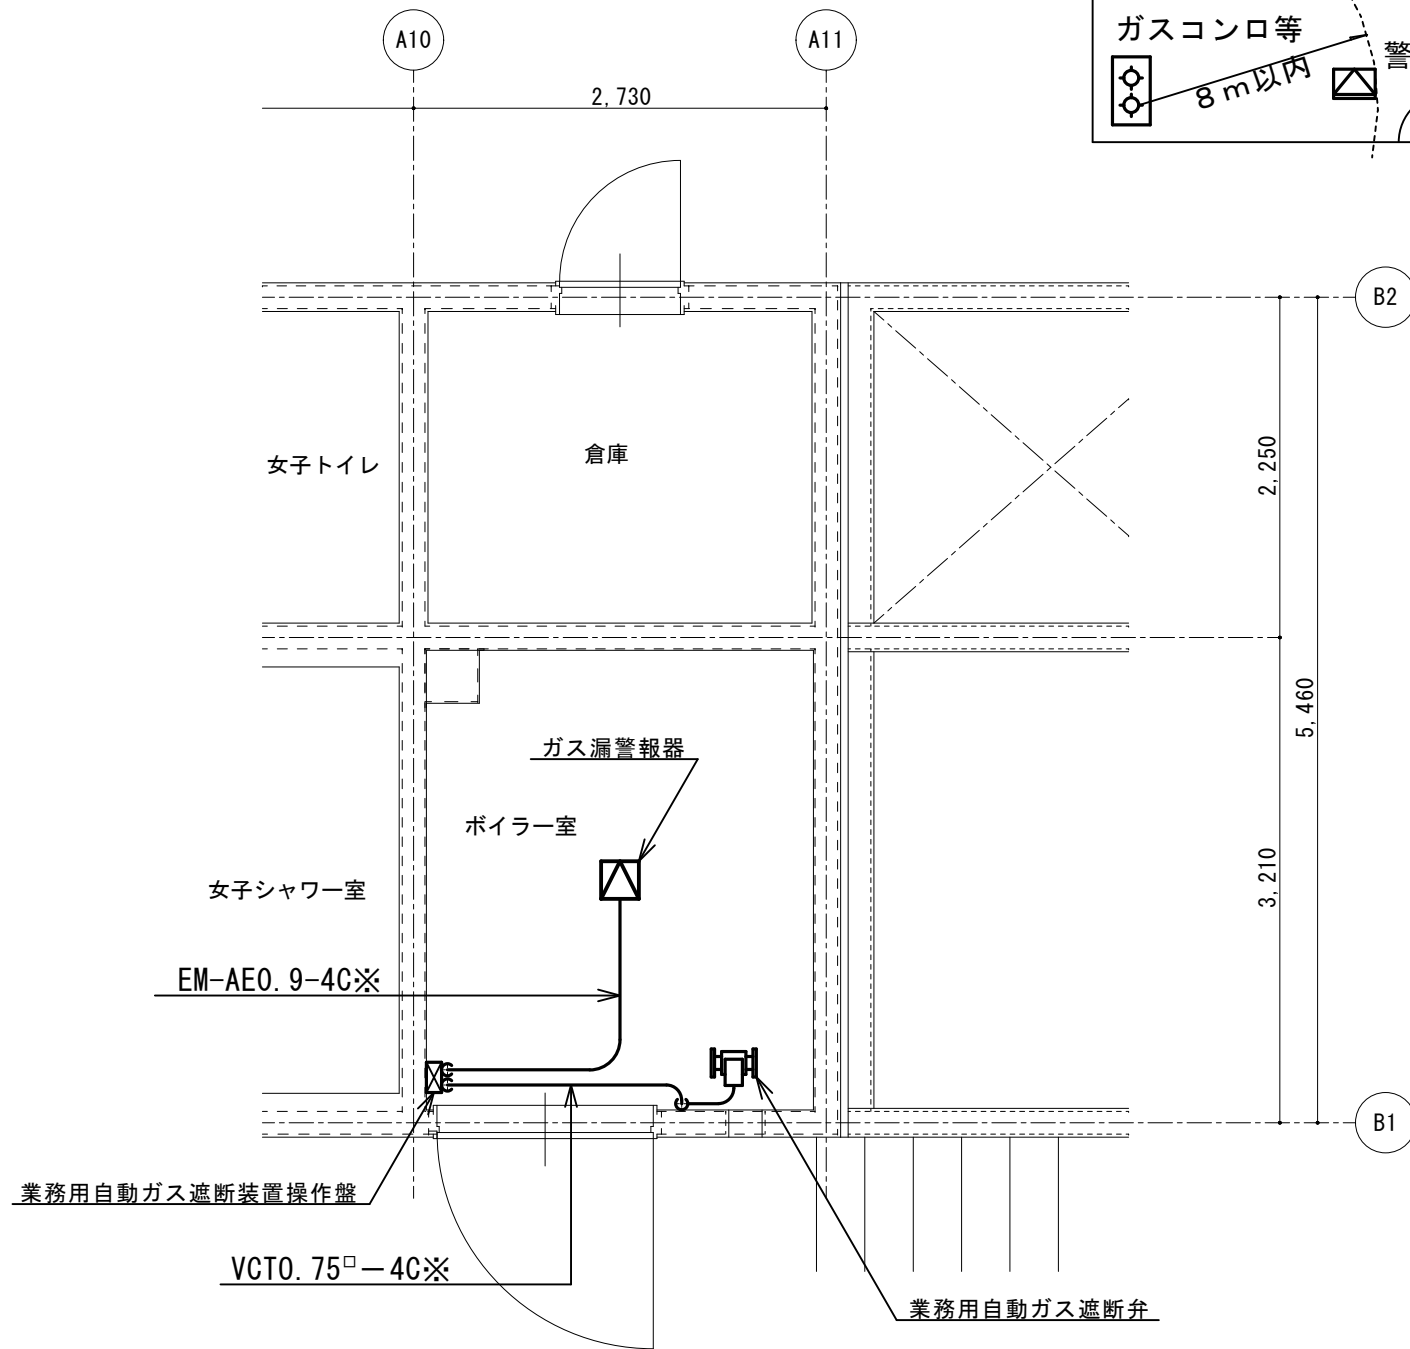 A10
A11
ガスコンロ等
8m以内
警
2,730
B2
女子トイレ
倉庫
2,250
5,460
ガス漏警報器
ボイラー室
女子シャワー室
3,210
EM-AE0.9-4C※
B1
業務用自動ガス遮断装置操作盤
VCT0.75□-4C※
業務用自動ガス遮断弁